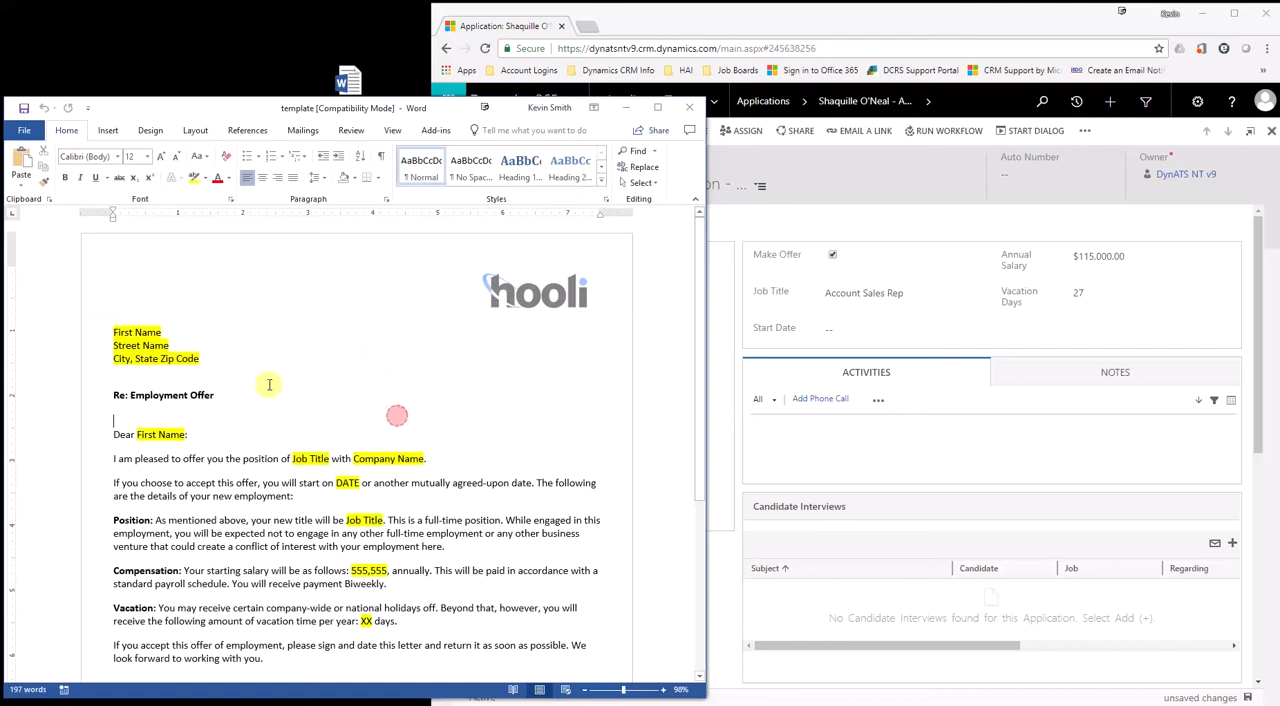 Kevin
Application: Shaquille O'
Secure
https://dynatsntv9.crm.dynamics.com/main.aspx#245638256
Apps
Account Logins
Dynamics CRM Info
HAI
Job Boards
Sign in to Office 365
DCRS Support Portal
CRM Support by Mic
Create an Email Noti
Applications
Shaquille O'Neal - A...
template [Compatibility Mode] - Word
Kevin Smith
File
Home
Insert
Design
Layout
References
Mailings
Review
View
Add-ins
Tell me what you want to do
Share
ASSIGN
SHARE
EMAIL A LINK
RUN WORKFLOW
START DIALOG
Paste
Calibri (Body)
12
AaBbCcDc
AaBbCcDc
AaBbC
AaBbCc
¶ Normal
¶ No Spac...
Heading 1...
Heading 2...
Find
Replace
Select
Clipboard
Font
Paragraph
Styles
Editing
Auto Number
--
Owner*
DynATS NT v9
hooli
First Name
Street Name
City, State Zip Code
Re: Employment Offer
Dear First Name:
I am pleased to offer you the position of Job Title with Company Name.
If you choose to accept this offer, you will start on DATE or another mutually agreed-upon date. The following
are the details of your new employment:
Position: As mentioned above, your new title will be Job Title. This is a full-time position. While engaged in this
employment, you will be expected not to engage in any other full-time employment or any other business
venture that could create a conflict of interest with your employment here.
Compensation: Your starting salary will be as follows: 555,555, annually. This will be paid in accordance with a
standard payroll schedule. You will receive payment Biweekly.
Vacation: You may receive certain company-wide or national holidays off. Beyond that, however, you will
receive the following amount of vacation time per year: XX days.
If you accept this offer of employment, please sign and date this letter and return it as soon as possible. We
look forward to working with you.
197 words
98%
Make Offer
Annual
Salary
$115,000.00
Job Title
Account Sales Rep
Vacation
Days
27
Start Date
--
ACTIVITIES
NOTES
All
Add Phone Call
Candidate Interviews
Subject
Candidate
Job
Regarding
No Candidate Interviews found for this Application. Select Add (+).
unsaved changes